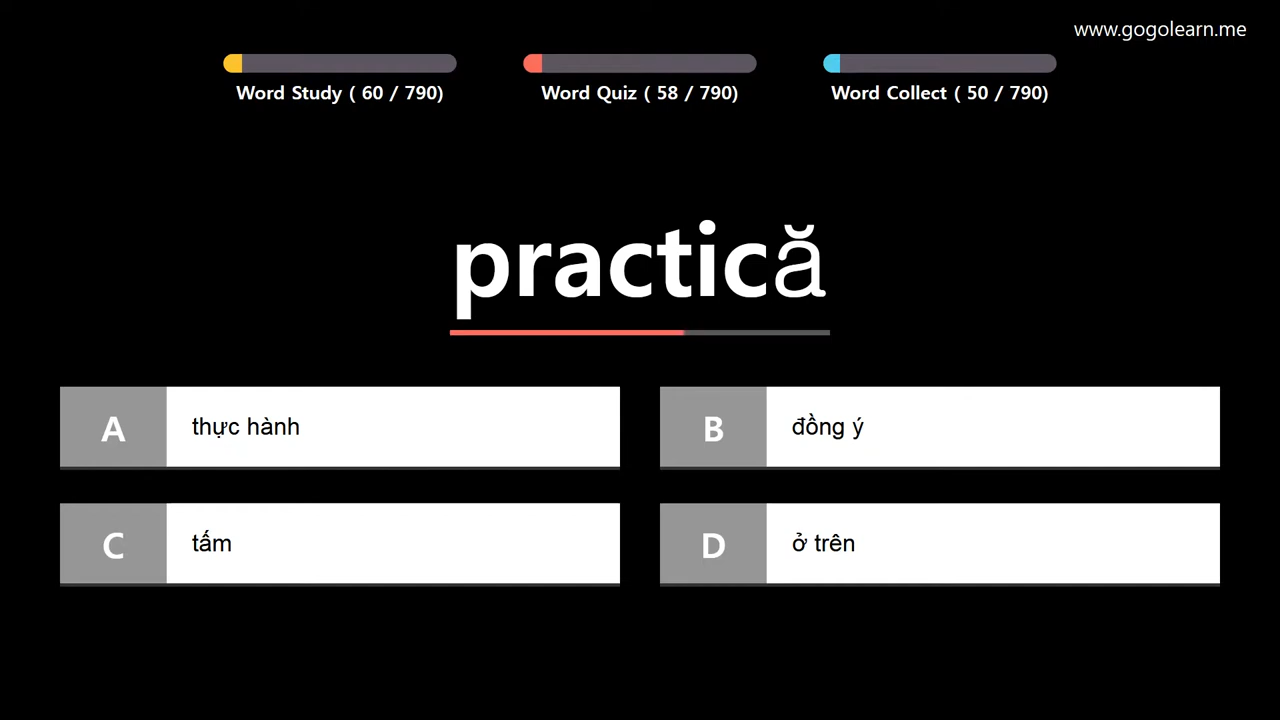 www.gogolearn.me
Word Study ( 60 / 790)
Word Quiz ( 58 / 790)
Word Collect ( 50 / 790)
practică
A thực hành
B đồng ý
C tấm
D ở trên